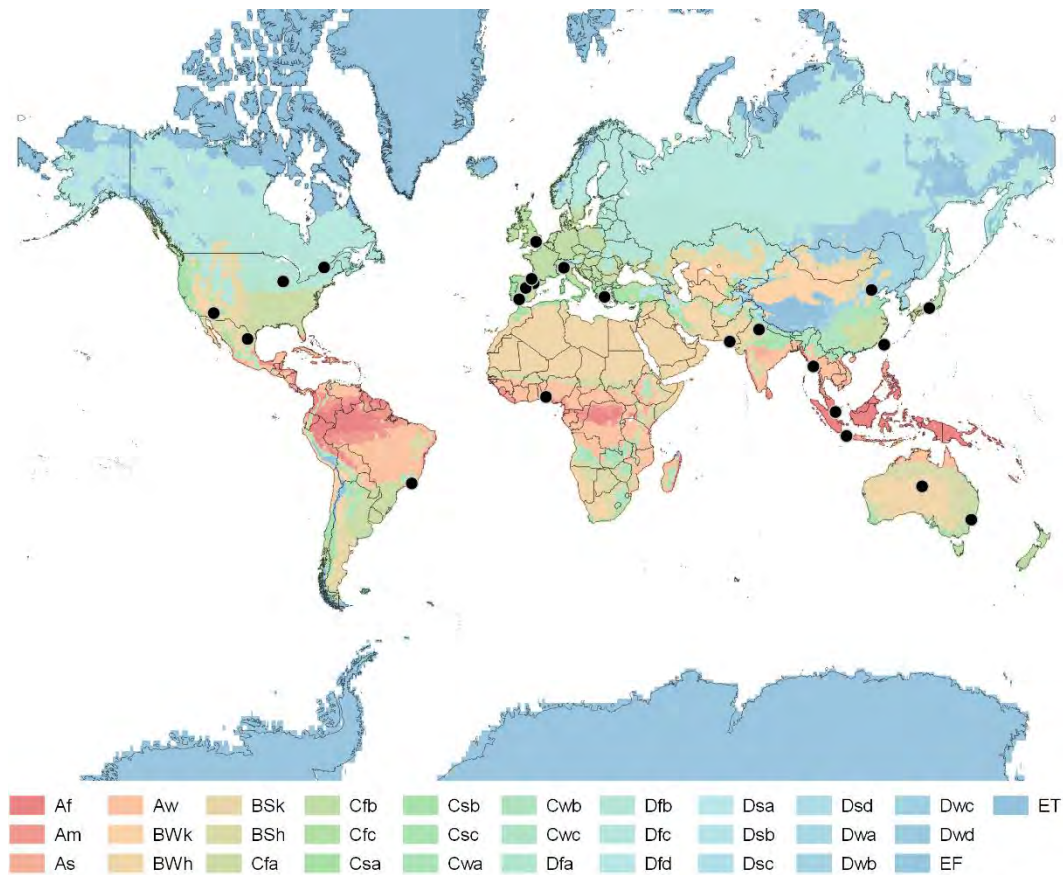 Af Aw BSk Cfb Csb Cwb Dfb Dsa Dsd Dwc ET
Am BWk BSh Cfc Csc Cwc Dfc Dsb Dwa Dwd
As BWh Cfa Csa Cwa Dfa Dfd Dsc Dwb EF